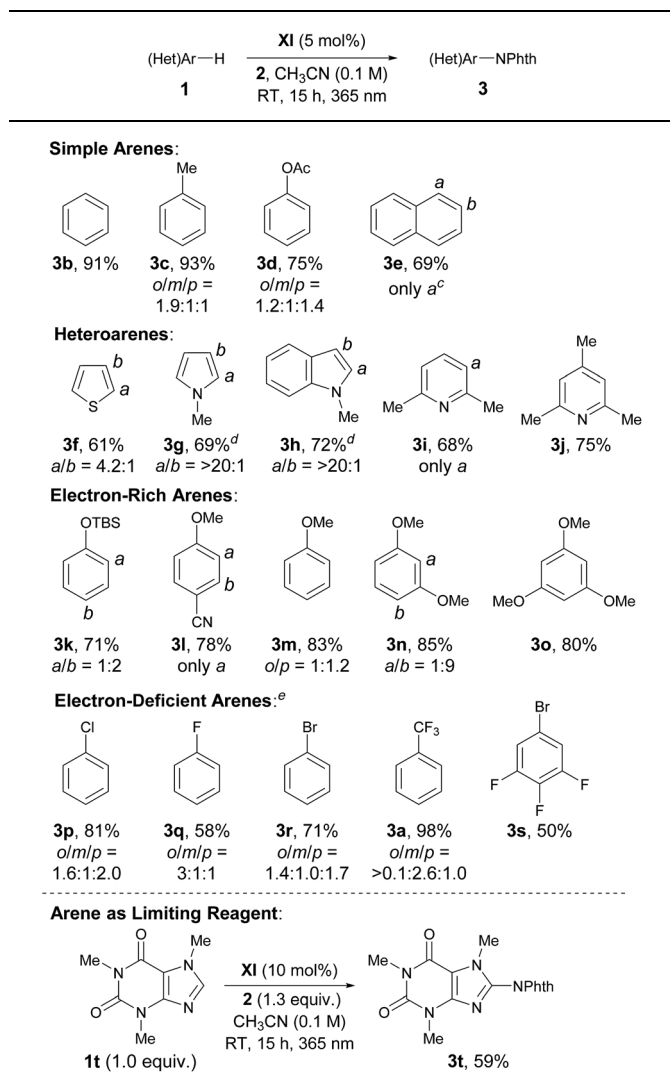 XI (5 mol%)
(Het)Ar—H
(Het)Ar—NPhth
2, CH₃CN (0.1 M)
1
RT, 15 h, 365 nm
3
Simple Arenes:
Me
OAc
a
b
3b, 91%
3c, 93%
3d, 75%
3e, 69%
o/m/p =
o/m/p =
only aᶜ
1.9:1:1
1.2:1:1.4
Heteroarenes:
b
a
S
b
a
N
Me
b
a
N
Me
a
Me
N
Me
Me
Me
N
Me
3f, 61%
3g, 69%ᵈ
3h, 72%ᵈ
3i, 68%
3j, 75%
a/b = 4.2:1
a/b = >20:1
a/b = >20:1
only a
Electron-Rich Arenes:
OTBS
a
b
OMe
a
b
CN
OMe
OMe
a
OMe
b
OMe
MeO
OMe
3k, 71%
3l, 78%
3m, 83%
3n, 85%
3o, 80%
a/b = 1:2
only a
o/p = 1:1.2
a/b = 1:9
Electron-Deficient Arenes:ᵉ
Cl
F
Br
CF₃
Br
F
F
F
3p, 81%
3q, 58%
3r, 71%
3a, 98%
3s, 50%
o/m/p =
o/m/p =
o/m/p =
o/m/p =
1.6:1:2.0
3:1:1
1.4:1.0:1.7
>0.1:2.6:1.0
Arene as Limiting Reagent:
O
Me
Me
N
N
O
N
N
Me
1t (1.0 equiv.)
XI (10 mol%)
2 (1.3 equiv.)
CH₃CN (0.1 M)
RT, 15 h, 365 nm
O
Me
Me
N
N
NPhth
O
N
N
Me
3t, 59%